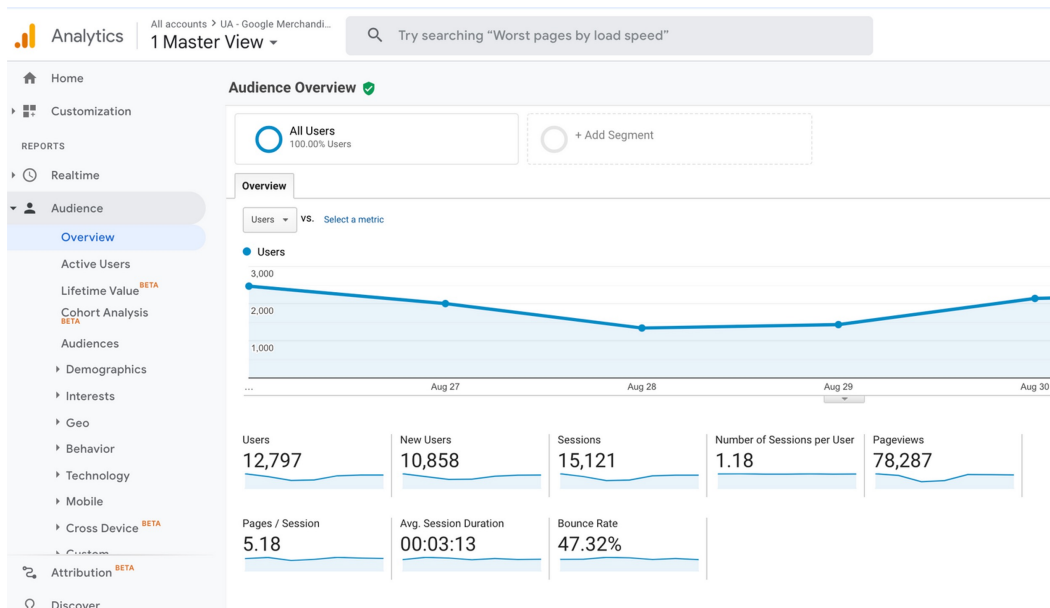 Analytics
All accounts > UA - Google Merchandi...
1 Master View
Try searching “Worst pages by load speed”
Home
Customization
REPORTS
Realtime
Audience
Overview
Active Users
Lifetime Value BETA
Cohort Analysis
BETA
Audiences
Demographics
Interests
Geo
Behavior
Technology
Mobile
Cross Device BETA
Custom
Attribution BETA
Discover
Audience Overview
All Users
100.00% Users
+ Add Segment
Overview
Users VS. Select a metric
Users
3,000
2,000
1,000
... Aug 27 Aug 28 Aug 29 Aug 30
Users New Users Sessions Number of Sessions per User Pageviews
12,797 10,858 15,121 1.18 78,287
Pages / Session Avg. Session Duration Bounce Rate
5.18 00:03:13 47.32%